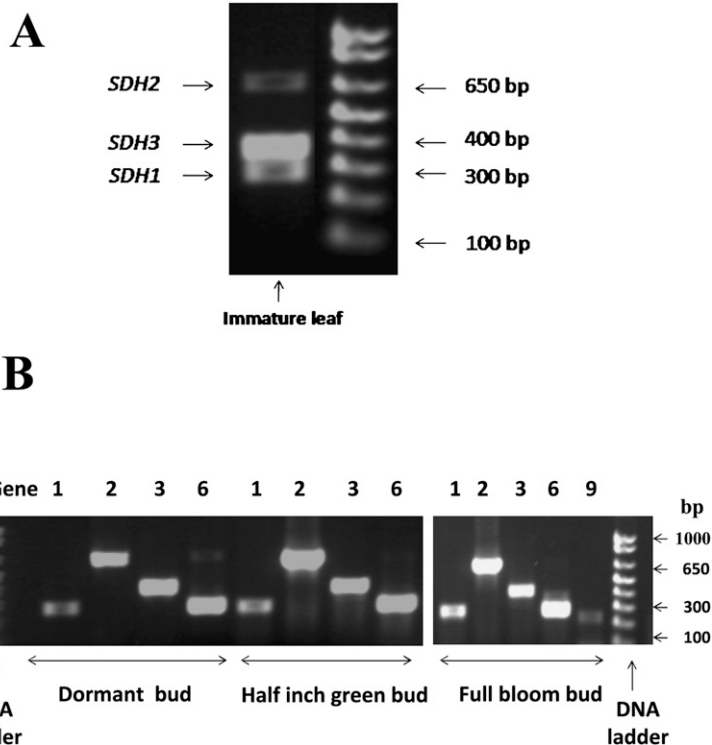 A
SDH2
650 bp
SDH3
400 bp
SDH1
300 bp
100 bp
Immature leaf
B
Gene 1 2 3 6 1 2 3 6 1 2 3 6 9
bp
1000
650
300
100
Dormant bud
Half inch green bud
Full bloom bud
DNA
ladder